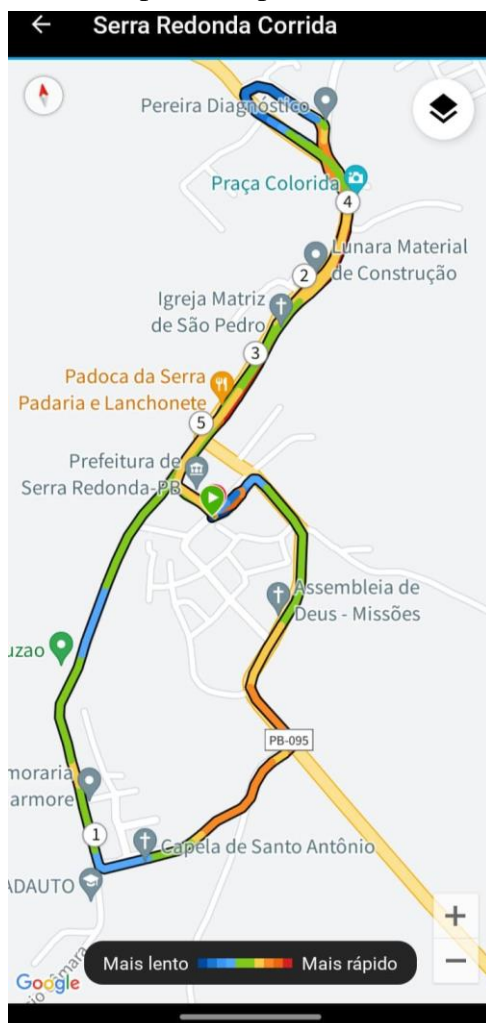 Serra Redonda Corrida
Pereira Diagnóstico
Praça Colorida
4
Lunara Material
de Construção
2
Igreja Matriz
de São Pedro
3
Padoca da Serra
Padaria e Lanchonete
5
Prefeitura de
Serra Redonda-PB
Assembleia de
Deus - Missões
uzao
PB-095
moraria
armore
1
Capela de Santo Antônio
ADAUTO
+
Mais lento
Mais rápido
−
Google